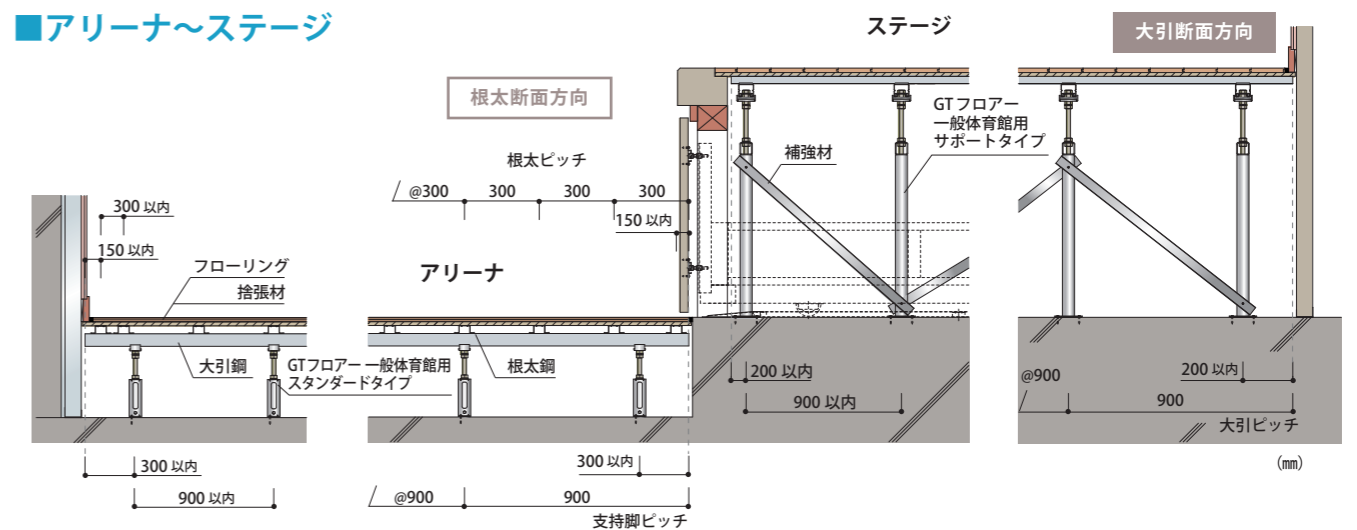 ■アリーナ〜ステージ
ステージ
大引断面方向
根太断面方向
GTフロアー
一般体育館用
サポートタイプ
補強材
根太ピッチ
@300 300 300 300
150 以内
300 以内
150 以内
フローリング
捨張材
アリーナ
大引鋼
GTフロアー 一般体育館用
スタンダードタイプ
根太鋼
200 以内
900 以内
@900
200 以内
900
大引ピッチ
300 以内
900 以内
300 以内
@900 900
支持脚ピッチ
(㎜)